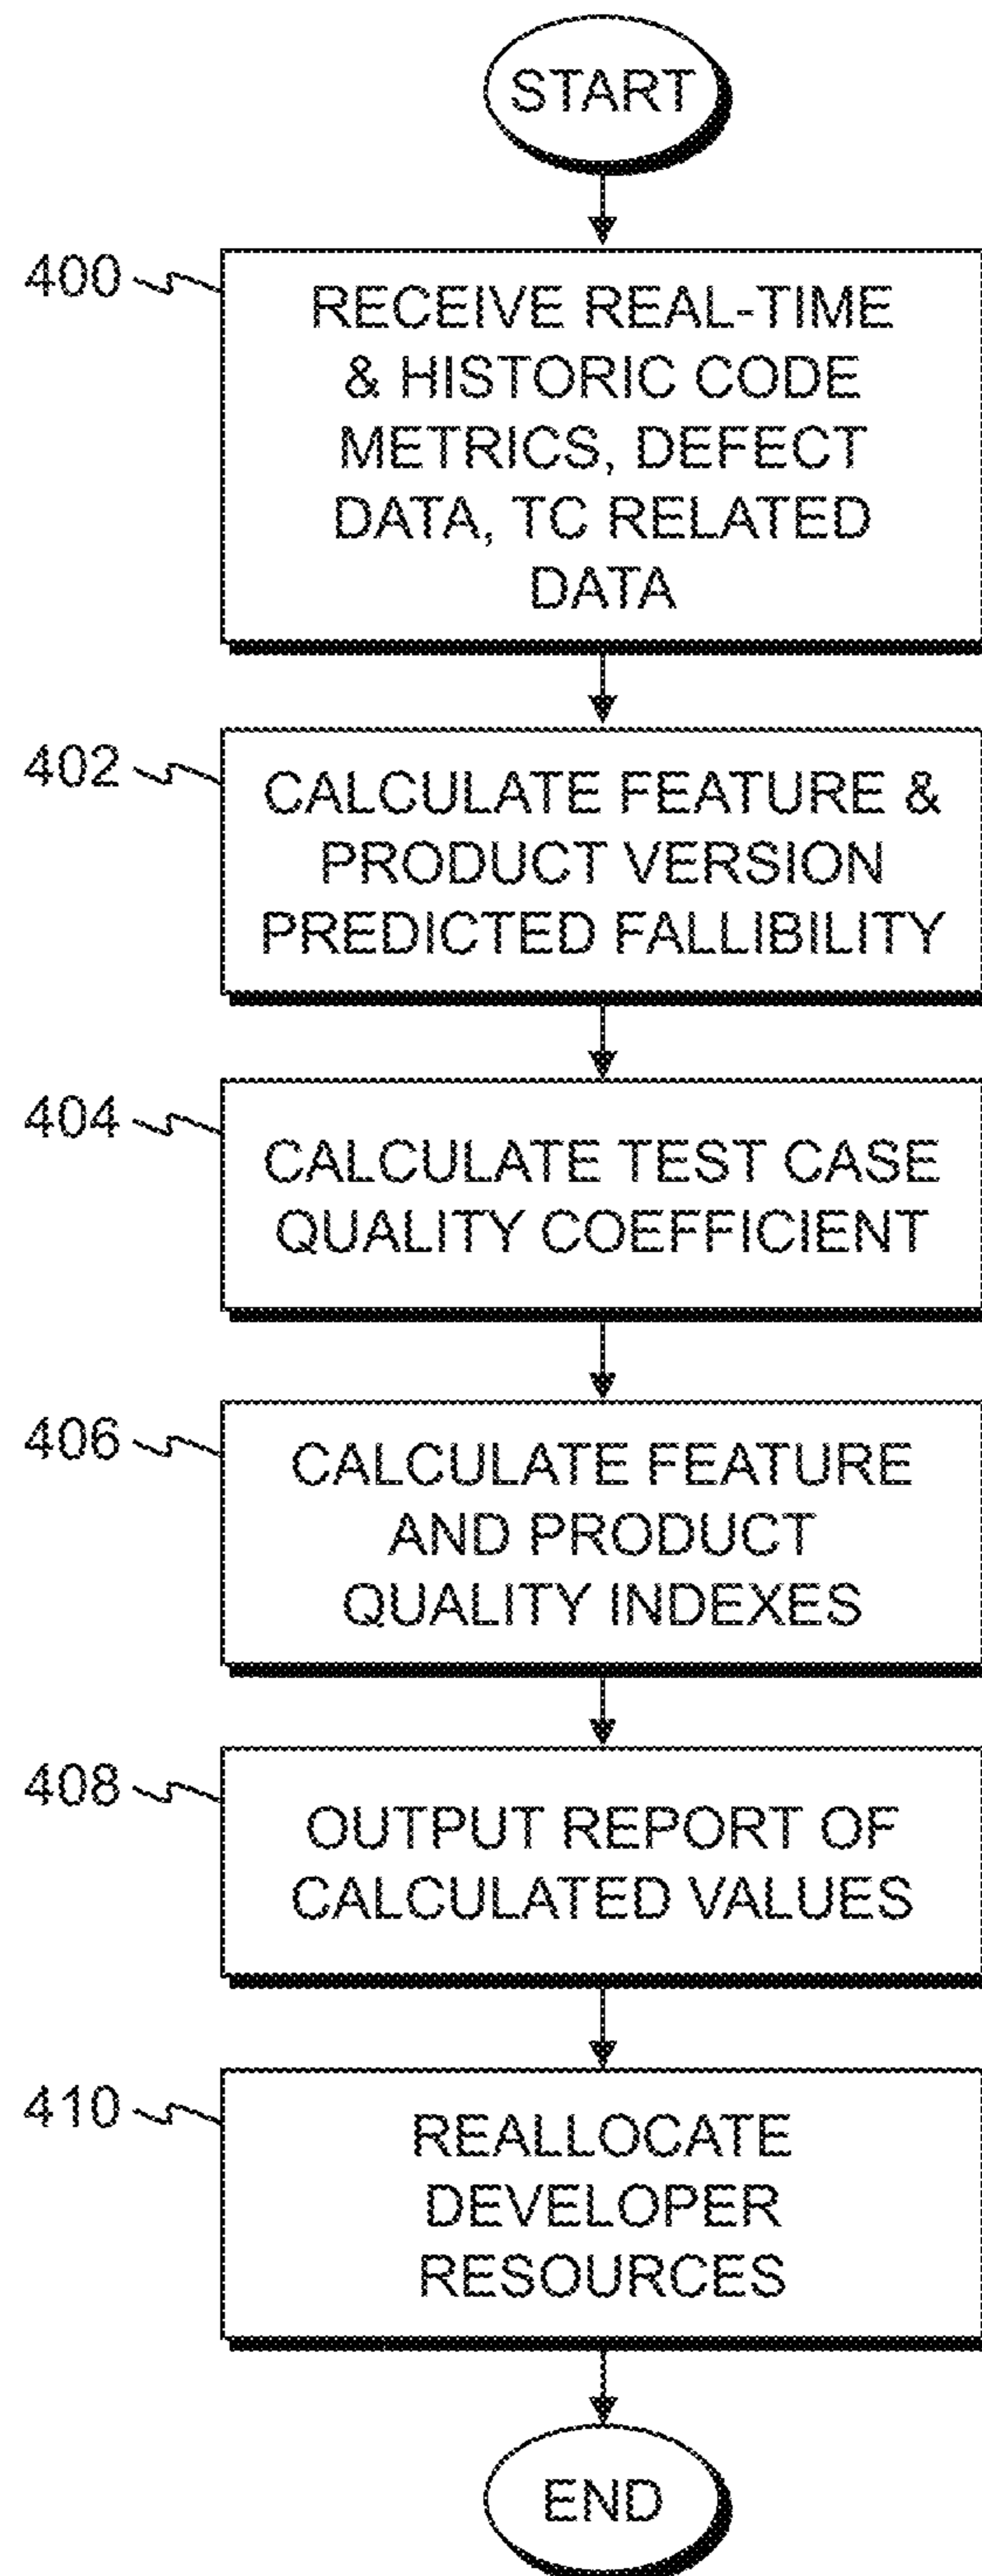 START
400
RECEIVE REAL-TIME
& HISTORIC CODE
METRICS, DEFECT
DATA, TC RELATED
DATA
402
CALCULATE FEATURE &
PRODUCT VERSION
PREDICTED FALLIBILITY
404
CALCULATE TEST CASE
QUALITY COEFFICIENT
406
CALCULATE FEATURE
AND PRODUCT
QUALITY INDEXES
408
OUTPUT REPORT OF
CALCULATED VALUES
410
REALLOCATE
DEVELOPER
RESOURCES
END